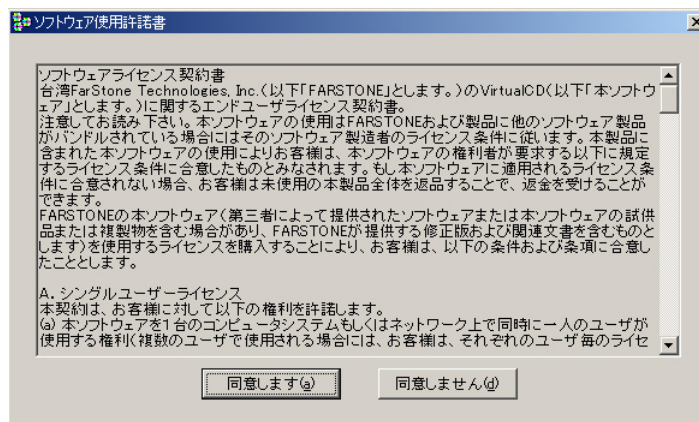 ソフトウェア使用許諾書
ソフトウェアライセンス契約書
台湾FarStone Technologies, Inc.(以下「FARSTONE」とします。)のVirtualCD(以下「本ソフトウ
ェア」とします。)に関するエンドユーザライセンス契約書。
注意してお読み下さい。本ソフトウェアの使用はFARSTONEおよび製品に他のソフトウェア製品
がバンドルされている場合にはそのソフトウェア製造者のライセンス条件に従います。本製品に
含まれた本ソフトウェアの使用によりお客様は、本ソフトウェアの権利者が要求する以下に規定
するライセンス条件に合意したものとみなされます。もし本ソフトウェアに適用されるライセンス条
件に合意されない場合、お客様は未使用の本製品全体を返品することで、返金を受けることが
できます。
FARSTONEの本ソフトウェア(第三者によって提供されたソフトウェアまたは本ソフトウェアの試供
品または複製物を含む場合があり、FARSTONEが提供する修正版および関連文書を含むものと
します)を使用するライセンスを購入することにより、お客様は、以下の条件および条項に合意し
たこととします。
A. シングルユーザーライセンス
本契約は、お客様に対して以下の権利を許諾します。
(a) 本ソフトウェアを1台のコンピュータシステムもしくはネットワーク上で同時に一人のユーザが
使用する権利(複数のユーザで使用される場合には、お客様は、それぞれのユーザ毎のライセ
同意します(a)
同意しません(d)